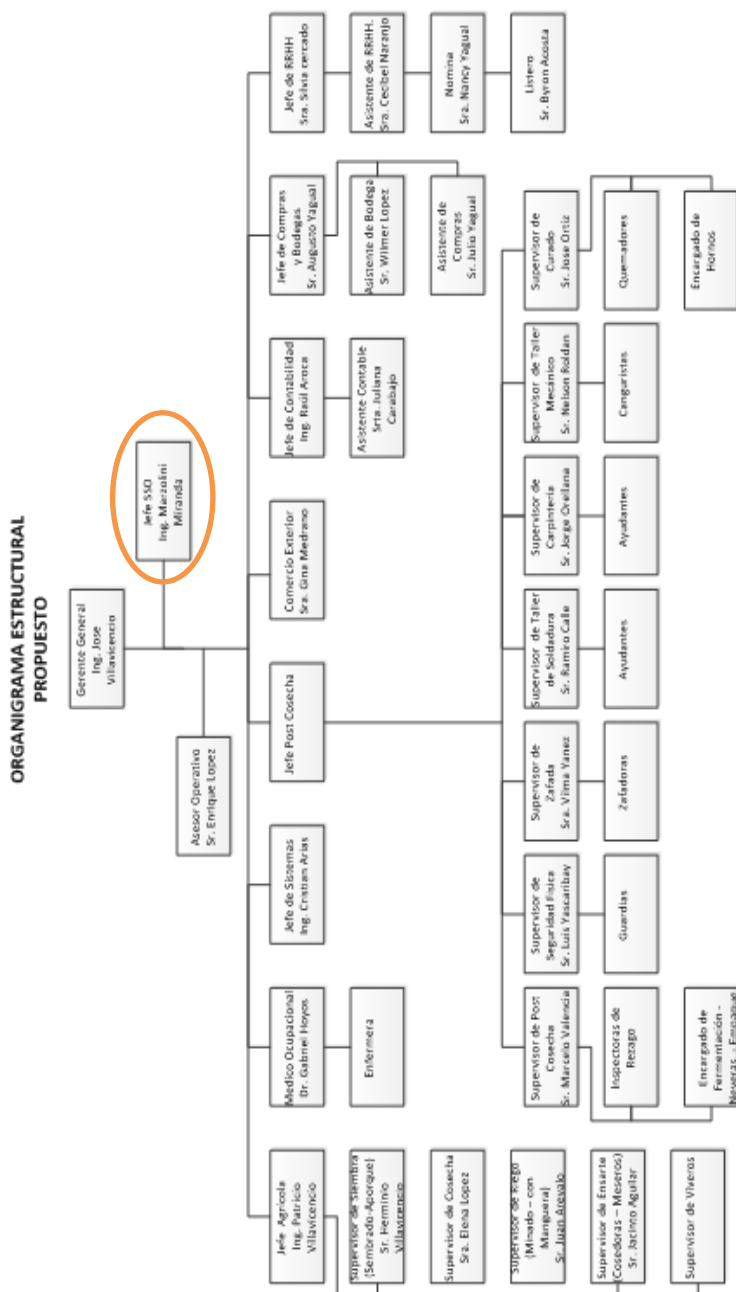 ORGANIGRAMA ESTRUCTURAL
PROPUESTO
Gerente General
Ing. Jose
Villavicencio
Jefe SSO
Ing. Marzolini
Miranda
Asesor Operativo
Sr. Enrique Lopez
Jefe Agricola
Ing. Patricio
Villavicencio
Medico Ocupacional
Dr. Gabriel Hoyos
Jefe de Sistemas
Ing. Cristian Arias
Jefe Post Cosecha
Comercio Exterior
Sra. Gina Medrano
Jefe de Contabilidad
Ing. Raúl Aroca
Jefe de Compras
y Bodegas
Sr. Augusto Yagual
Jefe de RRHH
Sra. Silvia cercado
Supervisor de Siembra
(Sembrado-Aporque)
Sr. Herminio
Villavicencio
Enfermera
Asistente Contable
Srta. Juliana
Carabajo
Asistente de Bodega
Sr. Wilmer Lopez
Asistente de RRHH.
Sra. Cecibel Naranjo
Supervisor de Cosecha
Sra. Elena Lopez
Asistente de
Compras
Sr. Julio Yagual
Nomina
Sra. Nancy Yagual
Supervisor de Riego
(Minado – con
Manguera)
Sr. Juan Arevalo
Supervisor de Post
Cosecha
Sr. Marcelo Valencia
Supervisor de
Seguridad Física
Sr. Luis Yascaribay
Supervisor de
Zafada
Sra. Vilma Yanez
Supervisor de Taller
de Soldadura
Sr. Ramiro Calle
Supervisor de
Carpintería
Sr. Jorge Orellana
Supervisor de Taller
Mecánico
Sr. Nelson Roldan
Supervisor de
Curado
Sr. Jose Ortiz
Listero
Sr. Byron Acosta
Supervisor de Ensarte
(Cosedoras – Meseros)
Sr. Jacinto Aguilar
Inspectoras de
Rezago
Guardias
Zafadoras
Ayudantes
Ayudantes
Canguristas
Quemadores
Supervisor de Viveros
Encargado de
Fermentación -
Neveras - Empaque
Encargado de
Hornos